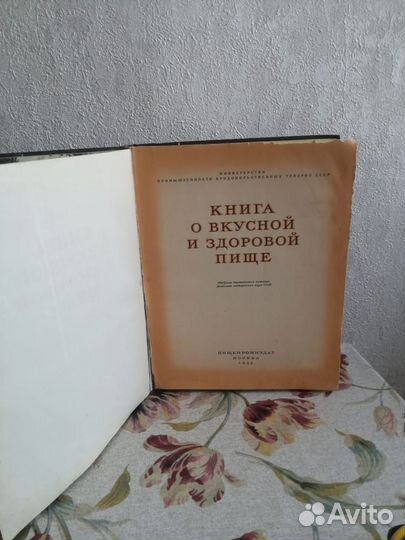 МИНИСТЕРСТВО
ПРОМЫШЛЕННОСТИ ПРОДОВОЛЬСТВЕННЫХ ТОВАРОВ СССР
КНИГА
О ВКУСНОЙ
И ЗДОРОВОЙ
ПИЩЕ
ПИЩЕПРОМИЗДАТ
МОСКВА
Avito